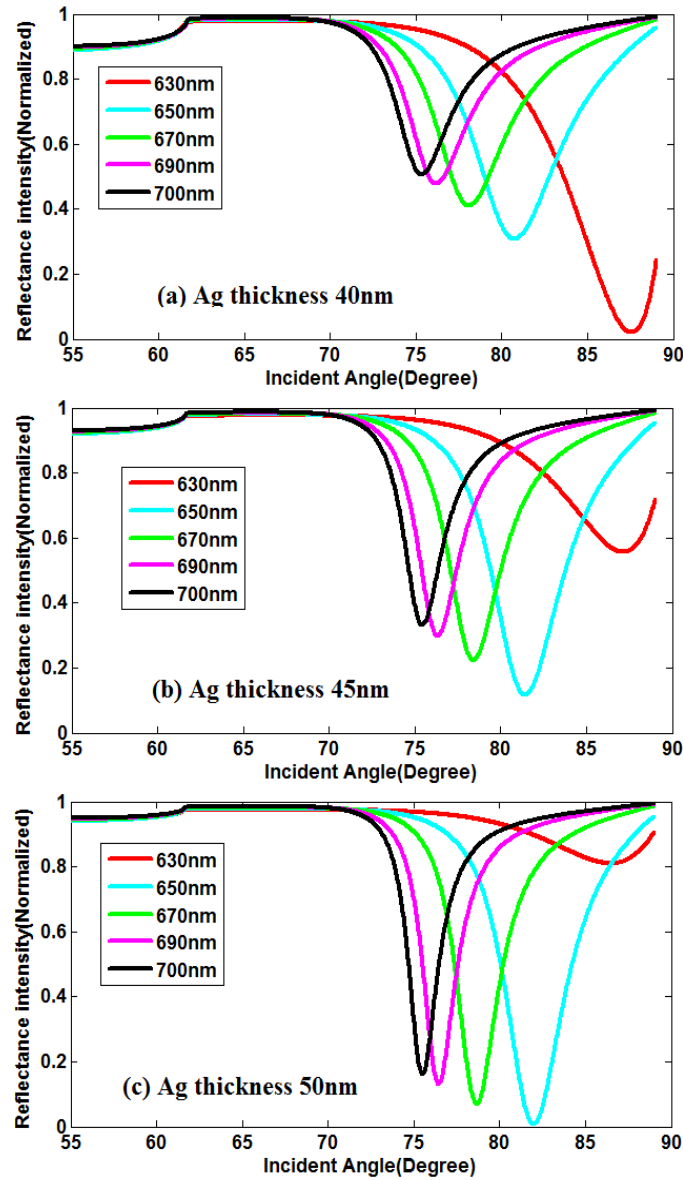 Reflectance intensity(Normalized)
1
0.8
0.6
0.4
0.2
0
630nm
650nm
670nm
690nm
700nm
(a) Ag thickness 40nm
55 60 65 70 75 80 85 90
Incident Angle(Degree)
Reflectance intensity(Normalized)
1
0.8
0.6
0.4
0.2
0
630nm
650nm
670nm
690nm
700nm
(b) Ag thickness 45nm
55 60 65 70 75 80 85 90
Incident Angle(Degree)
Reflectance intensity(Normalized)
1
0.8
0.6
0.4
0.2
0
630nm
650nm
670nm
690nm
700nm
(c) Ag thickness 50nm
55 60 65 70 75 80 85 90
Incident Angle(Degree)